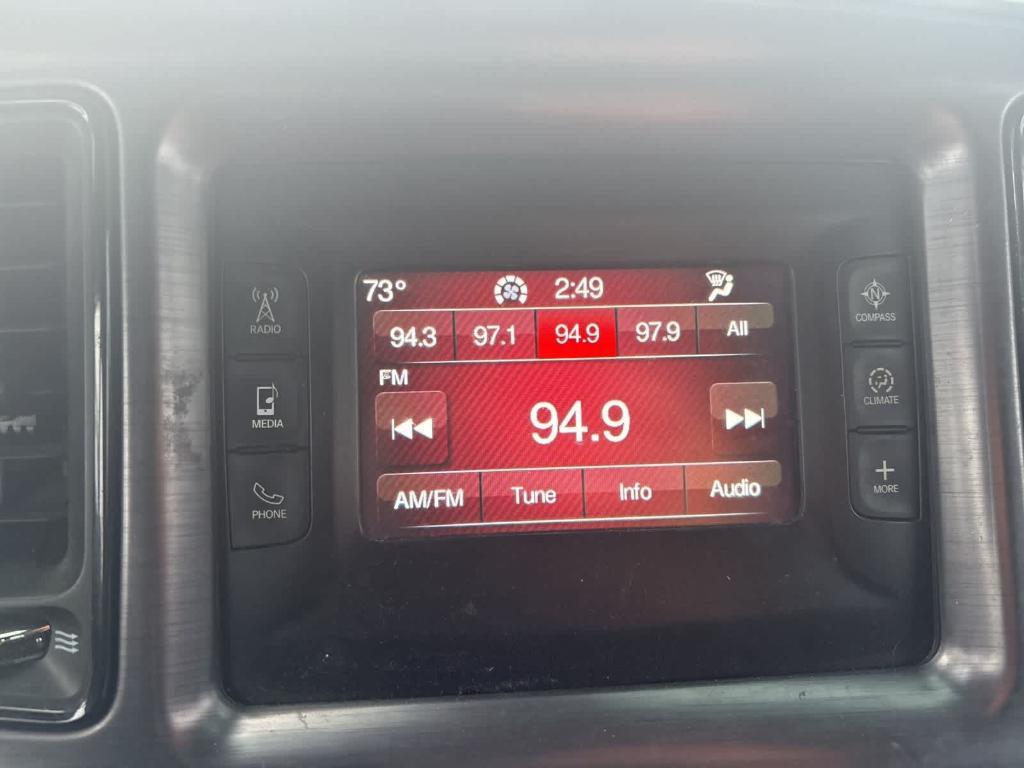 73° 2:49
94.3 97.1 94.9 97.9 All
FM
94.9
AM/FM Tune Info Audio
RADIO
MEDIA
PHONE
COMPASS
CLIMATE
MORE